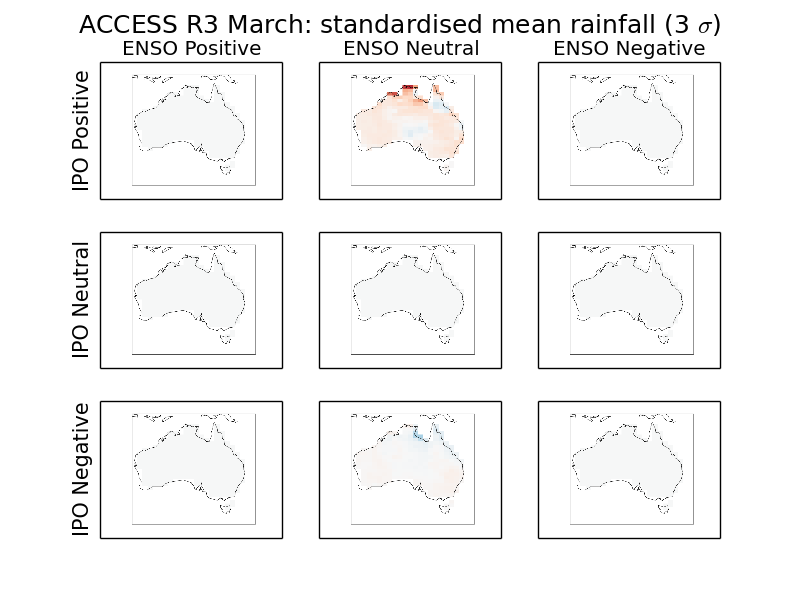 ACCESS R3 March: standardised mean rainfall (3 σ)
ENSO Positive ENSO Neutral ENSO Negative
IPO Positive
IPO Neutral
IPO Negative